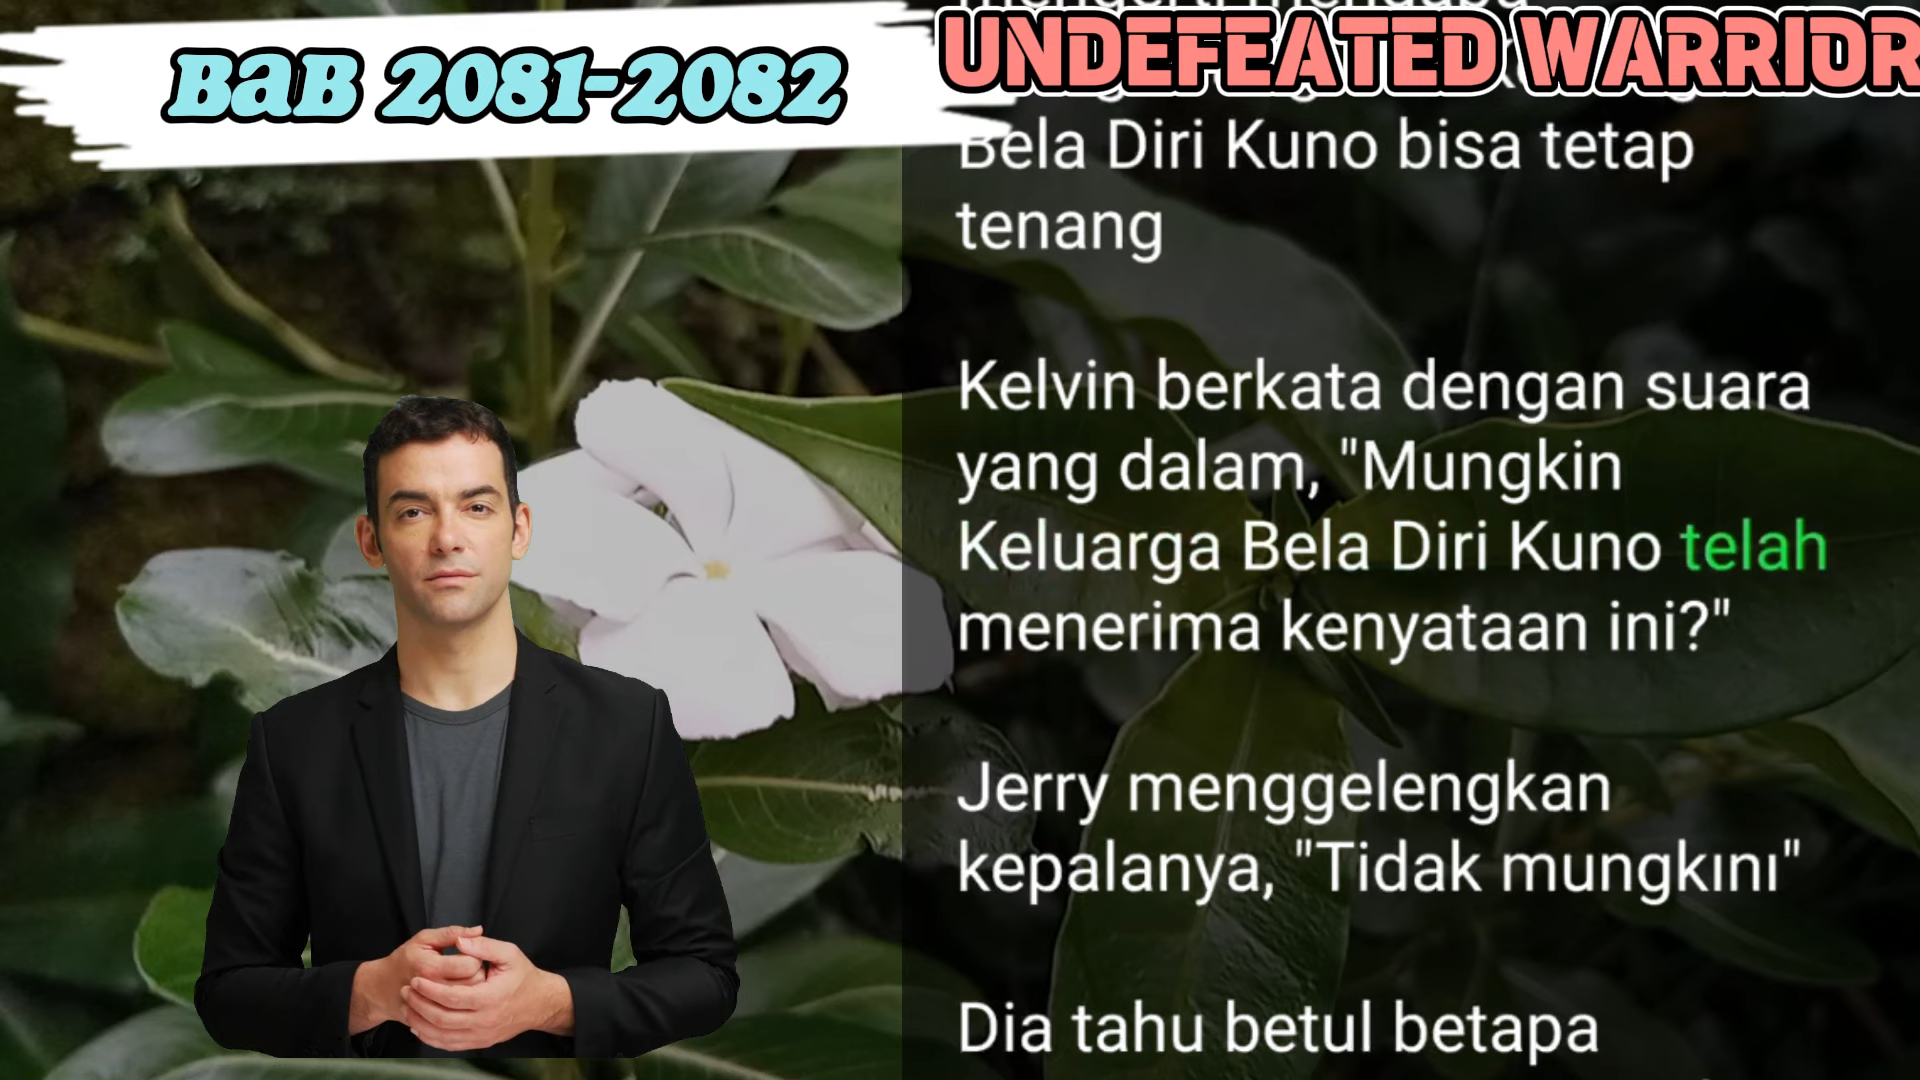 BaB 2081-2082
UNDEFEATED WARRIOR
Bela Diri Kuno bisa tetap
tenang
Kelvin berkata dengan suara
yang dalam, "Mungkin
Keluarga Bela Diri Kuno telah
menerima kenyataan ini?"
Jerry menggelengkan
kepalanya, "Tidak mungkını"
Dia tahu betul betapa